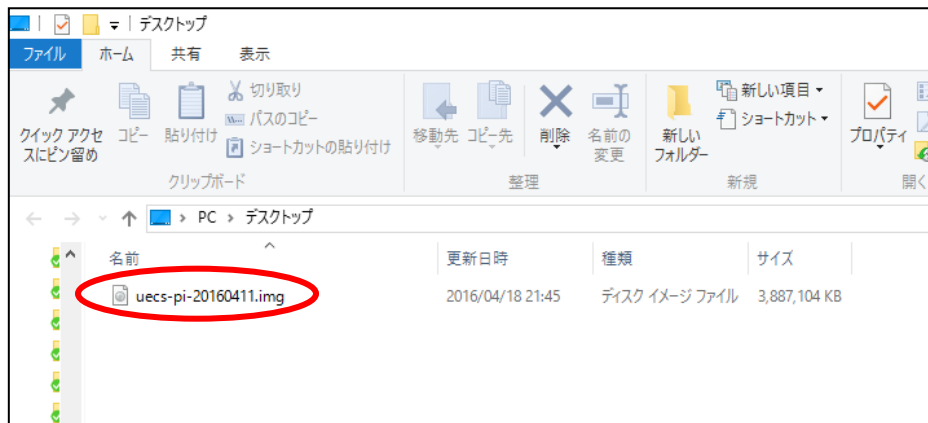 デスクトップ
ファイル ホーム 共有 表示
クイック アクセスにピン留め
コピー
貼り付け
切り取り
パスのコピー
ショートカットの貼り付け
移動先
コピー先
削除
名前の変更
新しいフォルダー
新しい項目
ショートカット
プロパティ
クリップボード 整理 新規 開く
PC デスクトップ
名前 更新日時 種類 サイズ
uecs-pi-20160411.img 2016/04/18 21:45 ディスク イメージ ファイル 3,887,104 KB